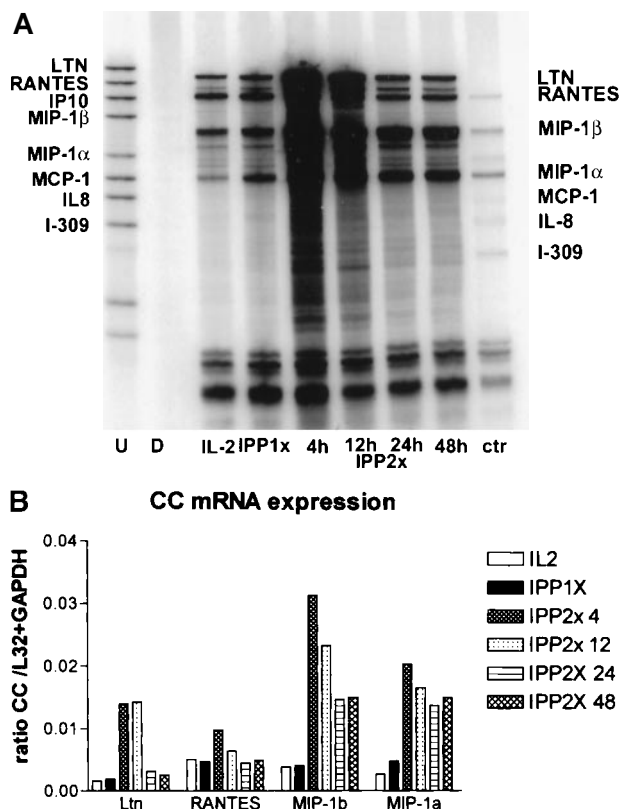 A
LTN
RANTES
IP10
MIP-1β
MIP-1α
MCP-1
IL8
I-309
LTN
RANTES
MIP-1β
MIP-1α
MCP-1
IL-8
I-309
U D IL-2 IPP1x 4h 12h 24h 48h ctr
IPP2x
B CC mRNA expression
ratio CC /L32+GAPDH
0.04
0.03
0.02
0.01
0.00
Ltn RANTES MIP-1b MIP-1a
IL2
IPP1X
IPP2x 4
IPP2x 12
IPP2X 24
IPP2X 48